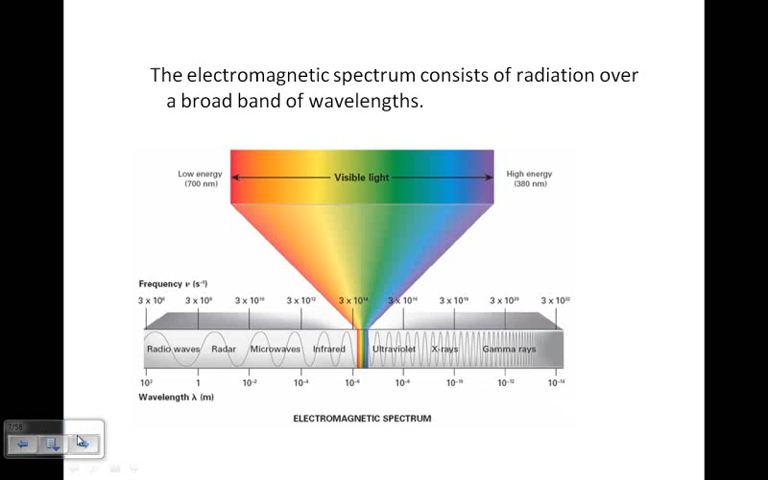 The electromagnetic spectrum consists of radiation over
a broad band of wavelengths.
Low energy
(700 nm)
Visible light
High energy
(380 nm)
Frequency ν (s⁻¹)
3 x 10⁶ 3 x 10⁸ 3 x 10¹⁰ 3 x 10¹² 3 x 10¹⁴ 3 x 10¹⁶ 3 x 10¹⁸ 3 x 10²⁰ 3 x 10²²
Radio waves Radar Microwaves Infrared Ultraviolet X-rays Gamma rays
10² 1 10⁻² 10⁻⁴ 10⁻⁶ 10⁻⁸ 10⁻¹⁰ 10⁻¹² 10⁻¹⁴
Wavelength λ (m)
ELECTROMAGNETIC SPECTRUM
7/58